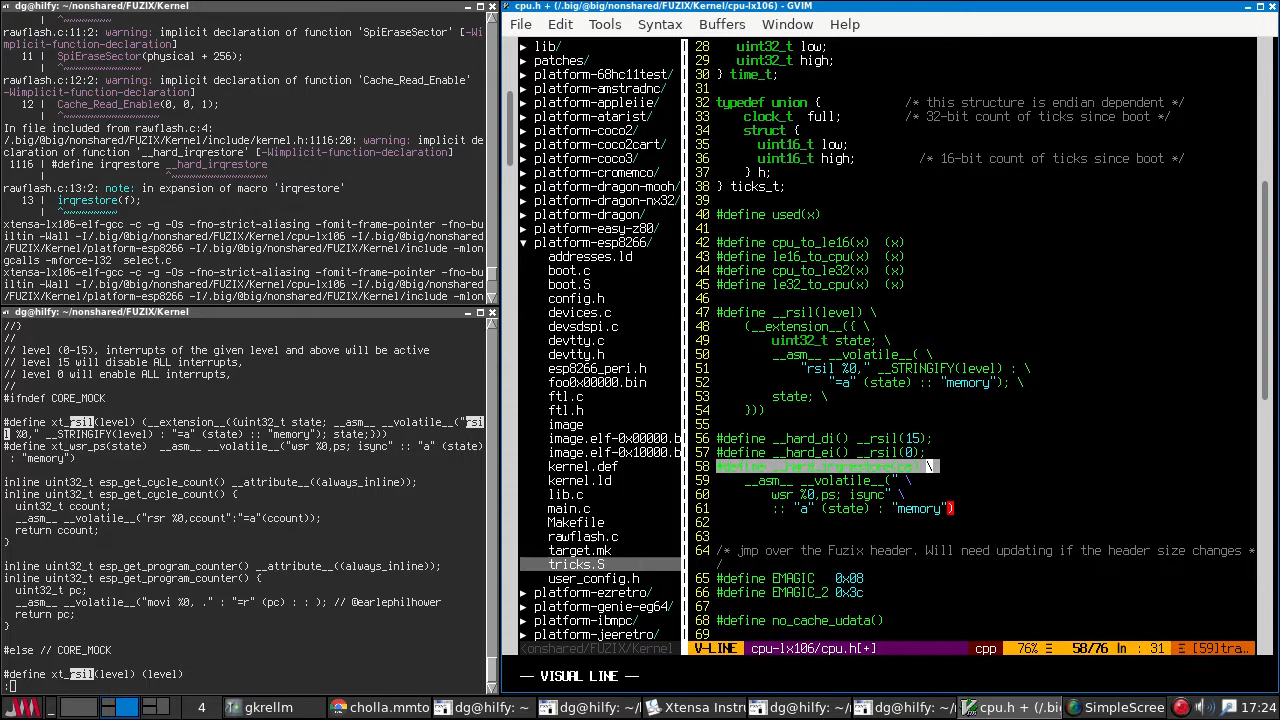 dg@hilfy: ~/nonshared/FUZIX/Kernel
rawflash.c:11:2: warning: implicit declaration of function 'SpiEraseSector' [-Wi
mplicit-function-declaration]
11 | SpiEraseSector(physical + 256);
| ^~~~~~~~~~~~~~
rawflash.c:12:2: warning: implicit declaration of function 'Cache_Read_Enable' [
-Wimplicit-function-declaration]
12 | Cache_Read_Enable(0, 0, 1);
| ^~~~~~~~~~~~~~~~~
In file included from rawflash.c:4:
/.big/@big/nonshared/FUZIX/Kernel/include/kernel.h:1116:20: warning: implicit de
claration of function '__hard_irqrestore' [-Wimplicit-function-declaration]
1116 | #define irqrestore __hard_irqrestore
| ^~~~~~~~~~~~~~~~~
rawflash.c:13:2: note: in expansion of macro 'irqrestore'
13 | irqrestore(f);
| ^~~~~~~~~~
xtensa-lx106-elf-gcc -c -g -Os -fno-strict-aliasing -fomit-frame-pointer -fno-bu
iltin -Wall -I/.big/@big/nonshared/FUZIX/Kernel/cpu-lx106 -I/.big/@big/nonshared
/FUZIX/Kernel/platform-esp8266 -I/.big/@big/nonshared/FUZIX/Kernel/include -mlon
gcalls -mforce-l32 select.c
xtensa-lx106-elf-gcc -c -g -Os -fno-strict-aliasing -fomit-frame-pointer -fno-bu
iltin -Wall -I/.big/@big/nonshared/FUZIX/Kernel/cpu-lx106 -I/.big/@big/nonshared
/FUZIX/Kernel/platform-esp8266 -I/.big/@big/nonshared/FUZIX/Kernel/include -mlon
dg@hilfy: ~/nonshared/FUZIX/Kernel
//}
//
// level (0-15), interrupts of the given level and above will be active
// level 15 will disable ALL interrupts,
// level 0 will enable ALL interrupts,
//
#ifndef CORE_MOCK
#define xt_rsil(level) (__extension__({uint32_t state; __asm__ __volatile__("rsi
l %0," __STRINGIFY(level) : "=a" (state) :: "memory"); state;}))
#define xt_wsr_ps(state) __asm__ __volatile__("wsr %0,ps; isync" :: "a" (state)
: "memory")
inline uint32_t esp_get_cycle_count() __attribute__((always_inline));
inline uint32_t esp_get_cycle_count() {
uint32_t ccount;
__asm__ __volatile__("rsr %0,ccount":"=a"(ccount));
return ccount;
}
inline uint32_t esp_get_program_counter() __attribute__((always_inline));
inline uint32_t esp_get_program_counter() {
uint32_t pc;
__asm__ __volatile__("movi %0, ." : "=r" (pc) : : ); // @earlephilhower
return pc;
}
#else // CORE_MOCK
#define xt_rsil(level) (level)
:
cpu.h + (/.big/@big/nonshared/FUZIX/Kernel/cpu-lx106) - GVIM
File Edit Tools Syntax Buffers Window Help
▸ lib/
▸ patches/
▸ platform-68hc11test/
▸ platform-amstradnc/
▸ platform-appleiie/
▸ platform-atarist/
▸ platform-coco2/
▸ platform-coco2cart/
▸ platform-coco3/
▸ platform-cromemco/
▸ platform-dragon-mooh/
▸ platform-dragon-nx32/
▸ platform-dragon/
▸ platform-easy-z80/
▾ platform-esp8266/
addresses.ld
boot.c
boot.S
config.h
devices.c
devsdspi.c
devtty.c
devtty.h
esp8266_peri.h
foo0x00000.bin
ftl.c
ftl.h
image
image.elf-0x00000.b
image.elf-0x10000.b
kernel.def
kernel.ld
lib.c
main.c
Makefile
rawflash.c
target.mk
tricks.S
user_config.h
▸ platform-ezretro/
▸ platform-genie-eg64/
▸ platform-ibmpc/
▸ platform-jeeretro/
<onshared/FUZIX/Kernel
28 uint32_t low;
29 uint32_t high;
30 } time_t;
31
32 typedef union { /* this structure is endian dependent */
33 clock_t full; /* 32-bit count of ticks since boot */
34 struct {
35 uint16_t low;
36 uint16_t high; /* 16-bit count of ticks since boot */
37 } h;
38 } ticks_t;
39
40 #define used(x)
41
42 #define cpu_to_le16(x) (x)
43 #define le16_to_cpu(x) (x)
44 #define cpu_to_le32(x) (x)
45 #define le32_to_cpu(x) (x)
46
47 #define __rsil(level) \
48 (__extension__({ \
49 uint32_t state; \
50 __asm__ __volatile__( \
51 "rsil %0," __STRINGIFY(level) : \
52 "=a" (state) :: "memory"); \
53 state; \
54 }))
55
56 #define __hard_di() __rsil(15);
57 #define __hard_ei() __rsil(0);
58 #define __hard_irqrestore(ps) \
59 __asm__ __volatile__(" \
60 wsr %0,ps; isync" \
61 :: "a" (state) : "memory")
62
63
64 /* jmp over the Fuzix header. Will need updating if the header size changes *
/
65 #define EMAGIC 0x08
66 #define EMAGIC_2 0x3c
67
68 #define no_cache_udata()
69
V-LINE cpu-lx106/cpu.h[+] cpp 76% Ξ 58/76 ln : 31 Ξ [59]tra…
-- VISUAL LINE --
4 gkrellm cholla.mmto dg@hilfy: ~ dg@hilfy: ~/ Xtensa Instr dg@hilfy: ~/ cpu.h + (/.bi SimpleScree 17:24